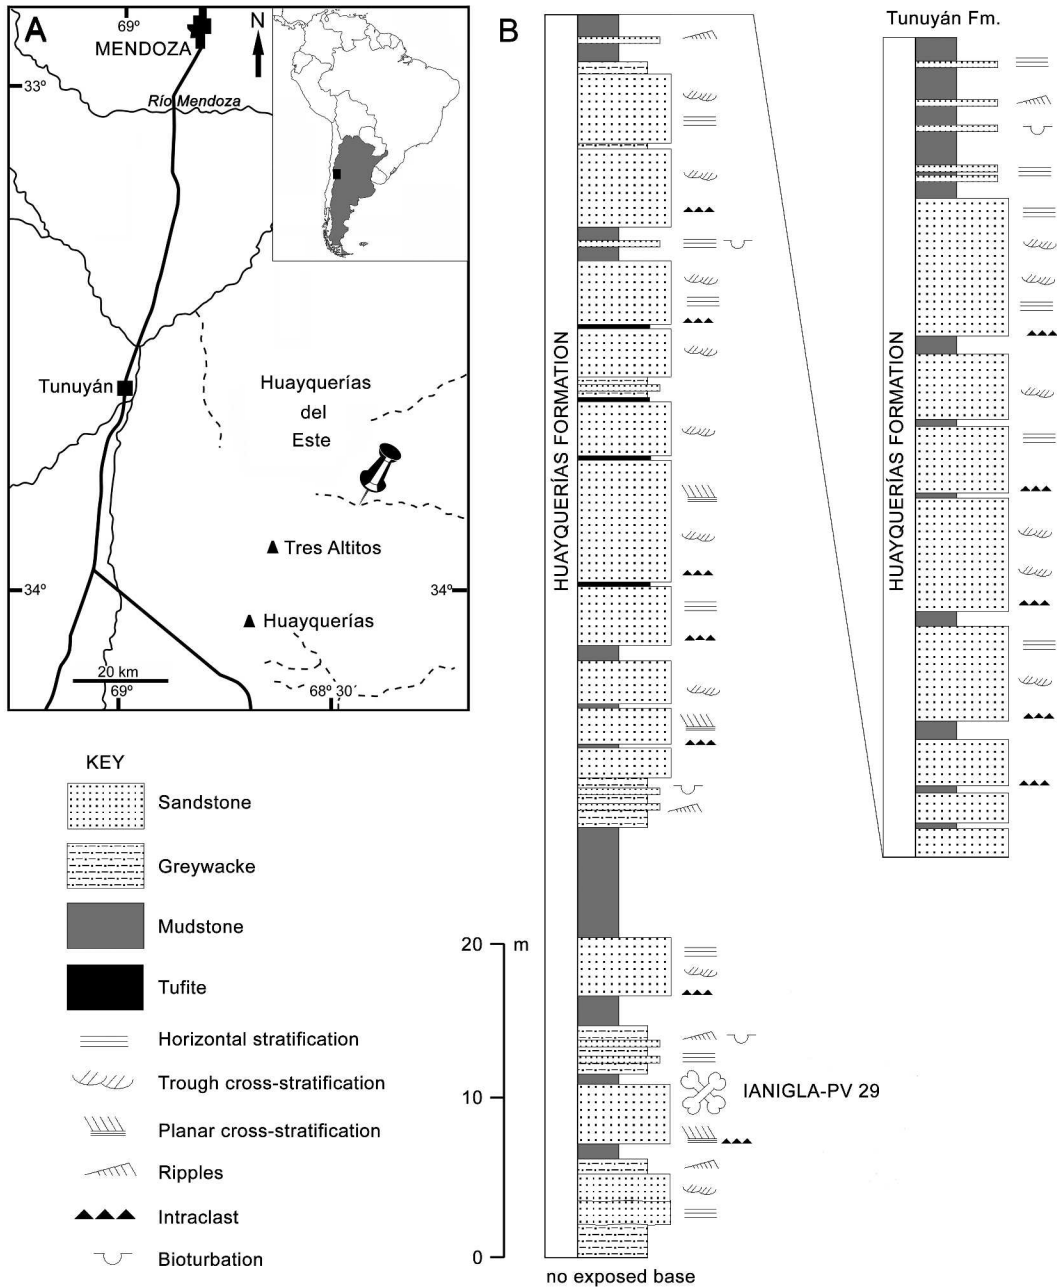 A
69º
MENDOZA
N
33º
Río Mendoza
Tunuyán
Huayquerías
del
Este
Tres Altitos
34º
34º
Huayquerías
20 km
69º
68º 30´
KEY
Sandstone
Greywacke
Mudstone
Tufite
Horizontal stratification
Trough cross-stratification
Planar cross-stratification
Ripples
Intraclast
Bioturbation
B
HUAYQUERÍAS FORMATION
20 m
10
0
IANIGLA-PV 29
no exposed base
Tunuyán Fm.
HUAYQUERÍAS FORMATION